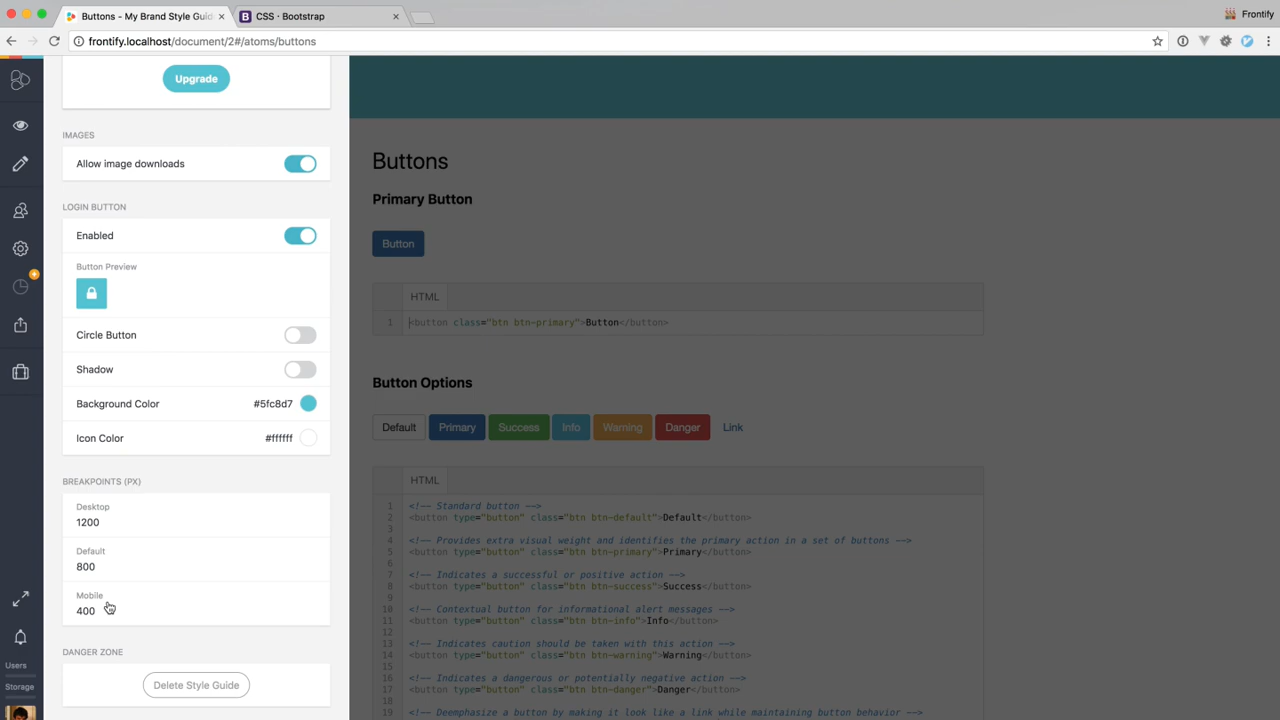 Buttons - My Brand Style Guid
CSS · Bootstrap
Frontify
frontify.localhost/document/2#/atoms/buttons
Upgrade
IMAGES
Allow image downloads
LOGIN BUTTON
Enabled
Button Preview
Circle Button
Shadow
Background Color #5fc8d7
Icon Color #ffffff
BREAKPOINTS (PX)
Desktop
1200
Default
800
Mobile
400
DANGER ZONE
Delete Style Guide
Users
Storage
Buttons
Primary Button
Button
HTML
1 <button class="btn btn-primary">Button</button>
Button Options
Default Primary Success Info Warning Danger Link
HTML
1 <!-- Standard button -->
2 <button type="button" class="btn btn-default">Default</button>
3
4 <!-- Provides extra visual weight and identifies the primary action in a set of buttons -->
5 <button type="button" class="btn btn-primary">Primary</button>
6
7 <!-- Indicates a successful or positive action -->
8 <button type="button" class="btn btn-success">Success</button>
9
10 <!-- Contextual button for informational alert messages -->
11 <button type="button" class="btn btn-info">Info</button>
12
13 <!-- Indicates caution should be taken with this action -->
14 <button type="button" class="btn btn-warning">Warning</button>
15
16 <!-- Indicates a dangerous or potentially negative action -->
17 <button type="button" class="btn btn-danger">Danger</button>
18
19 <!-- Deemphasize a button by making it look like a link while maintaining button behavior -->